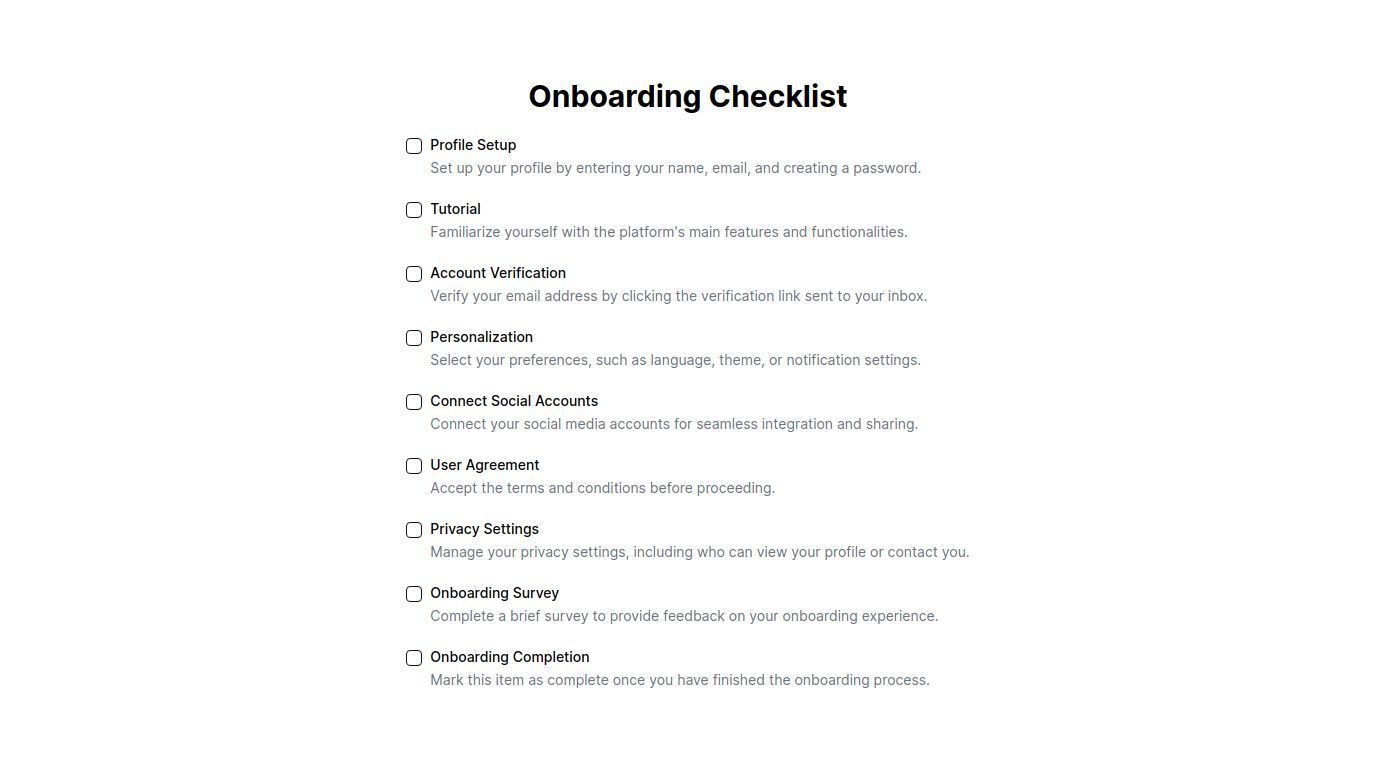 Onboarding Checklist
Profile Setup
Set up your profile by entering your name, email, and creating a password.
Tutorial
Familiarize yourself with the platform's main features and functionalities.
Account Verification
Verify your email address by clicking the verification link sent to your inbox.
Personalization
Select your preferences, such as language, theme, or notification settings.
Connect Social Accounts
Connect your social media accounts for seamless integration and sharing.
User Agreement
Accept the terms and conditions before proceeding.
Privacy Settings
Manage your privacy settings, including who can view your profile or contact you.
Onboarding Survey
Complete a brief survey to provide feedback on your onboarding experience.
Onboarding Completion
Mark this item as complete once you have finished the onboarding process.